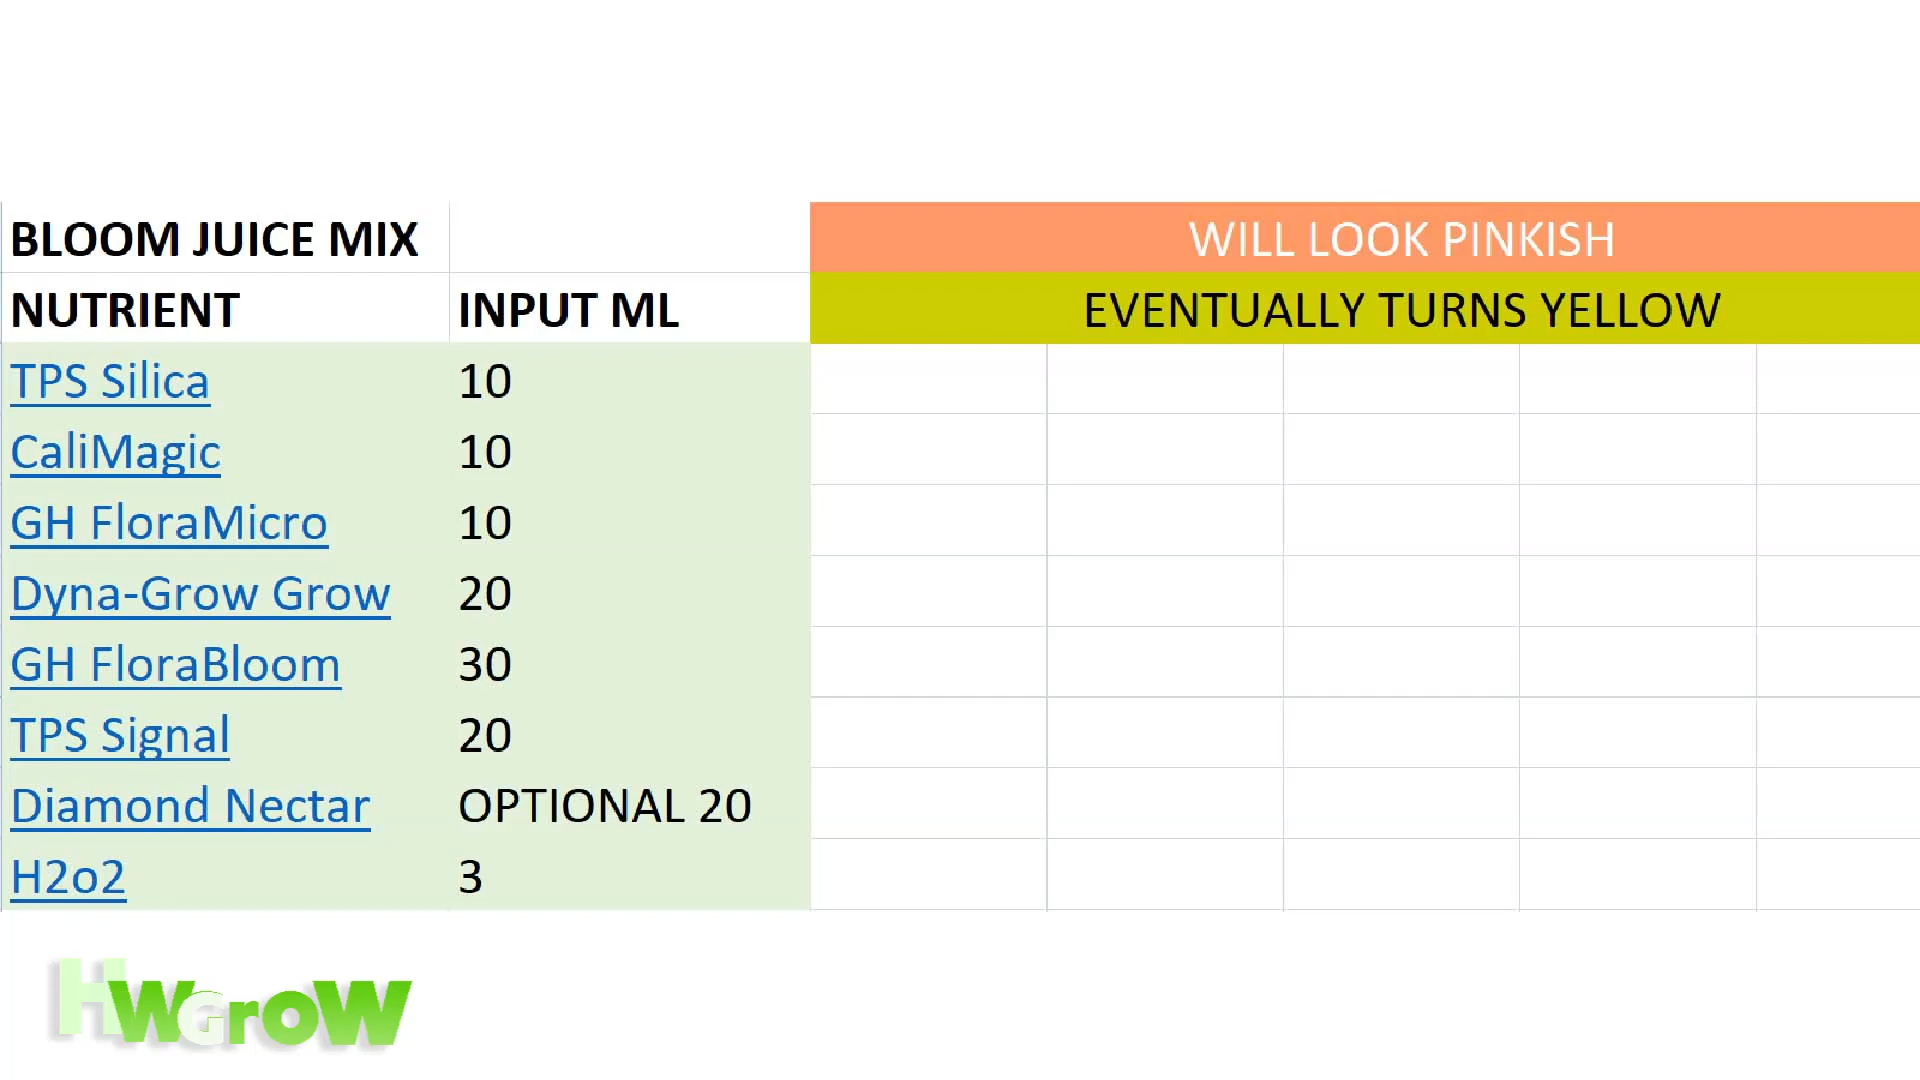 BLOOM JUICE MIX WILL LOOK PINKISH
NUTRIENT INPUT ML EVENTUALLY TURNS YELLOW
TPS Silica 10
CaliMagic 10
GH FloraMicro 10
Dyna-Grow Grow 20
GH FloraBloom 30
TPS Signal 20
Diamond Nectar OPTIONAL 20
H2o2 3
HWGroW